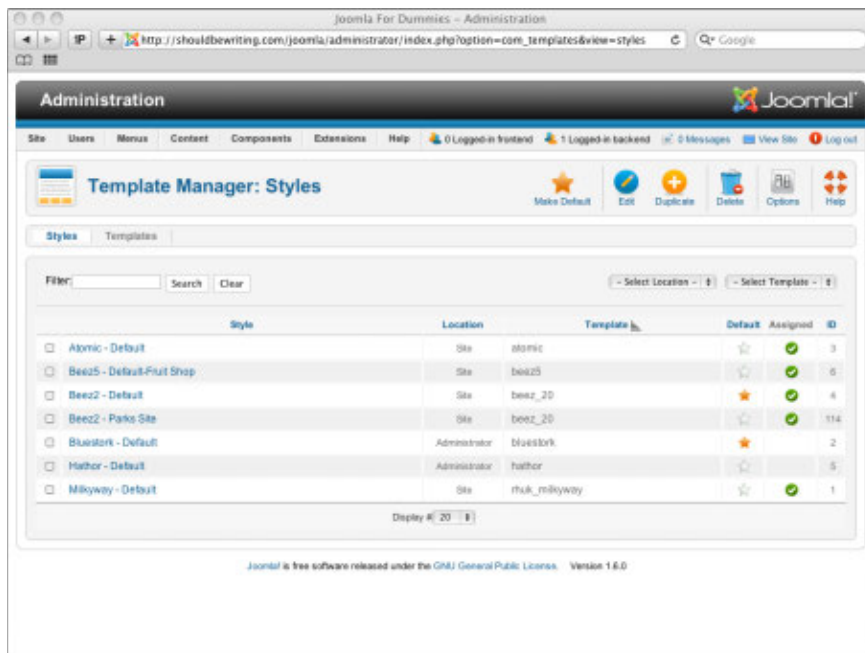 Joomla For Dummies – Administration
http://shouldbewriting.com/joomla/administrator/index.php?option=com_templates&view=styles
Google
Administration
Joomla!
Site Users Menus Content Components Extensions Help 0 Logged-in frontend 1 Logged-in backend 0 Messages View Site Log out
Template Manager: Styles
Make Default Edit Duplicate Delete Options Help
Styles Templates
Filter: Search Clear - Select Location - - Select Template -
Style Location Template Default Assigned ID
Atomic - Default Site atomic 3
Beez5 - Default-Fruit Shop Site beez5 6
Beez2 - Default Site beez_20 4
Beez2 - Parks Site Site beez_20 114
Bluestork - Default Administrator bluestork 2
Hathor - Default Administrator hathor 5
Milkyway - Default Site rhuk_milkyway 1
Display # 20
Joomla! is free software released under the GNU General Public License. Version 1.6.0